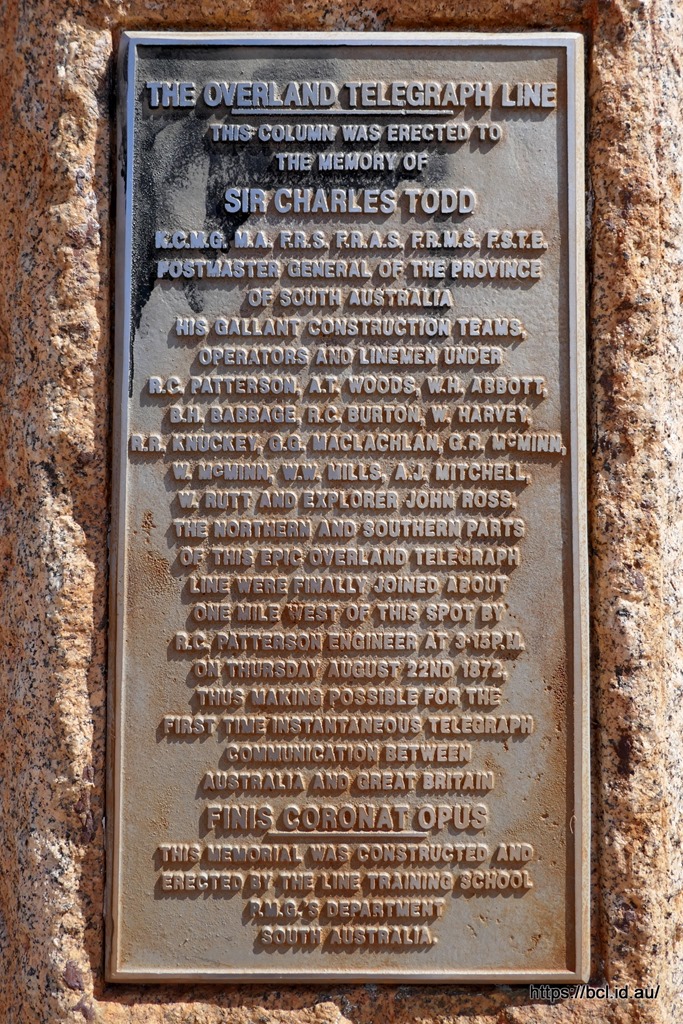 THE OVERLAND TELEGRAPH LINE
THIS COLUMN WAS ERECTED TO
THE MEMORY OF
SIR CHARLES TODD
K.C.M.G. M.A. F.R.S. F.R.A.S. F.R.M.S. F.S.T.E.
POSTMASTER GENERAL OF THE PROVINCE
OF SOUTH AUSTRALIA
HIS GALLANT CONSTRUCTION TEAMS,
OPERATORS AND LINEMEN UNDER
R.C. PATTERSON, A.T. WOODS, W.H. ABBOTT,
B.H. BABBAGE, R.C. BURTON, W. HARVEY,
R.R. KNUCKEY, G.G. MACLACHLAN, G.R. McMINN,
W. McMINN, W.W. MILLS, A.J. MITCHELL,
W. RUTT AND EXPLORER JOHN ROSS.
THE NORTHERN AND SOUTHERN PARTS
OF THIS EPIC OVERLAND TELEGRAPH
LINE WERE FINALLY JOINED ABOUT
ONE MILE WEST OF THIS SPOT BY
R.C. PATTERSON ENGINEER AT 3·15P.M.
ON THURSDAY AUGUST 22ND 1872,
THUS MAKING POSSIBLE FOR THE
FIRST TIME INSTANTANEOUS TELEGRAPH
COMMUNICATION BETWEEN
AUSTRALIA AND GREAT BRITAIN
FINIS CORONAT OPUS
THIS MEMORIAL WAS CONSTRUCTED AND
ERECTED BY THE LINE TRAINING SCHOOL
P.M.G.'S DEPARTMENT
SOUTH AUSTRALIA.
https://bcl.id.au/